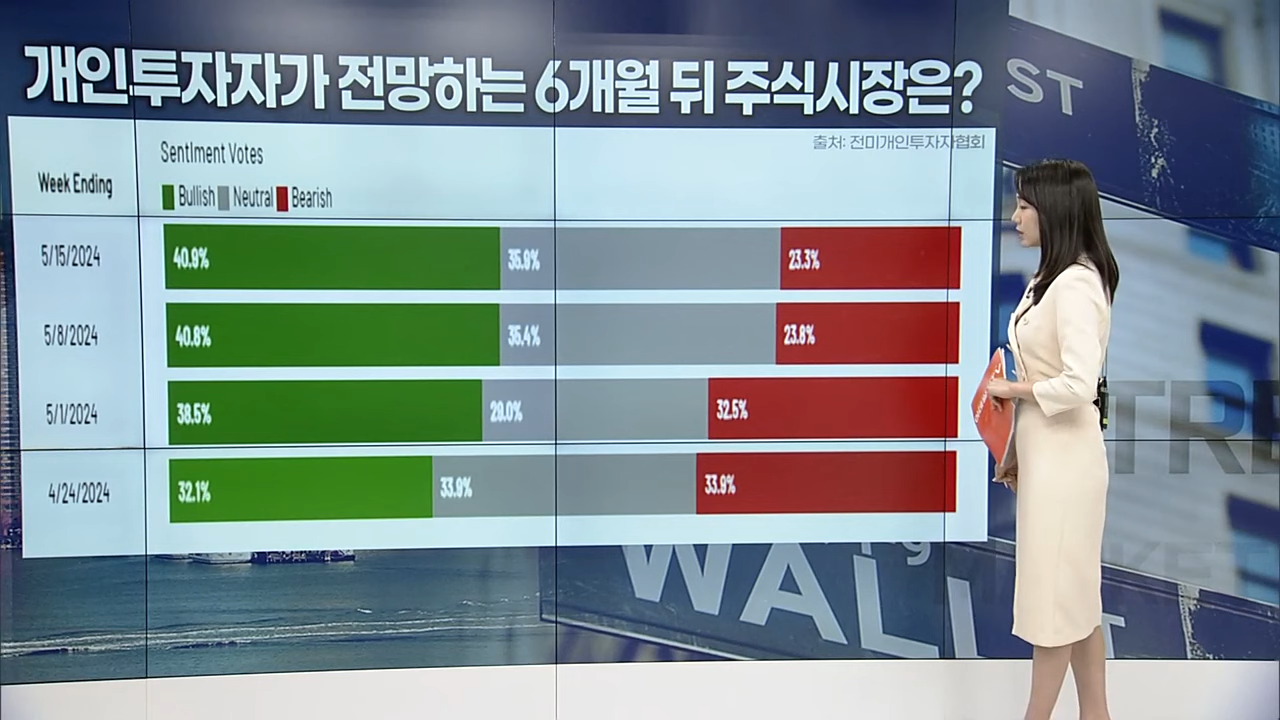 개인투자자가 전망하는 6개월 뒤 주식시장은?
출처: 전미개인투자자협회
Week Ending
Sentiment Votes
Bullish Neutral Bearish
5/15/2024 40.9% 35.9% 23.3%
5/8/2024 40.8% 35.4% 23.8%
5/1/2024 38.5% 29.0% 32.5%
4/24/2024 32.1% 33.9% 33.9%
ST
WALL